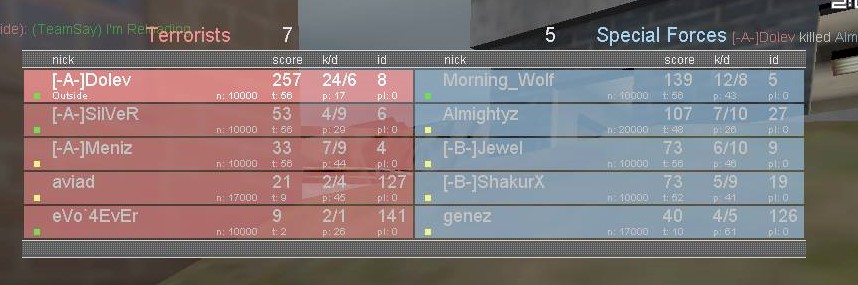 ide): (TeamSay) I'm Reloading
Terrorists 7 5 Special Forces [-A-]Dolev killed Alm
nick score k/d id nick score k/d id
[-A-]Dolev 257 24/6 8 Morning_Wolf 139 12/8 5
Outside n: 10000 t: 56 p: 17 pl: 0 n: 10000 t: 56 p: 43 pl: 0
[-A-]SilVeR 53 4/9 6 Almightyz 107 7/10 27
n: 10000 t: 56 p: 29 pl: 0 n: 20000 t: 48 p: 26 pl: 0
[-A-]Meniz 33 7/9 4 [-B-]Jewel 73 6/10 9
n: 10000 t: 56 p: 44 pl: 0 n: 10000 t: 56 p: 46 pl: 0
aviad 21 2/4 127 [-B-]ShakurX 73 5/9 19
n: 17000 t: 9 p: 45 pl: 0 n: 10000 t: 52 p: 41 pl: 0
eVo`4EvEr 9 2/1 141 genez 40 4/5 126
n: 10000 t: 2 p: 26 pl: 0 n: 17000 t: 10 p: 61 pl: 0